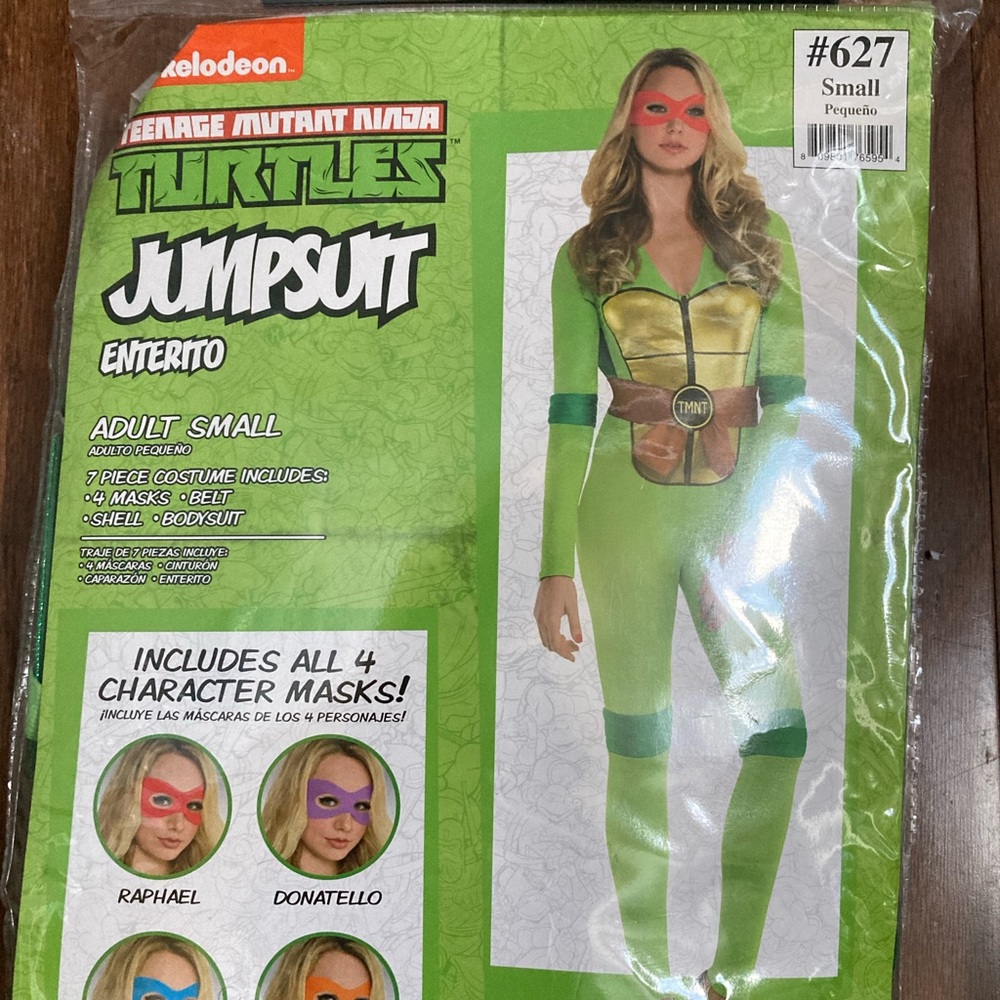 kelodeon™
TEENAGE MUTANT NINJA
TURTLES™
JUMPSUIT
ENTERITO
ADULT SMALL
ADULTO PEQUEÑO
7 PIECE COSTUME INCLUDES:
• 4 MASKS • BELT
• SHELL • BODYSUIT
TRAJE DE 7 PIEZAS INCLUYE:
• 4 MÁSCARAS • CINTURÓN
• CAPARAZÓN • ENTERITO
INCLUDES ALL 4
CHARACTER MASKS!
¡INCLUYE LAS MÁSCARAS DE LOS 4 PERSONAJES!
RAPHAEL
DONATELLO
#627
Small
Pequeño
TMNT